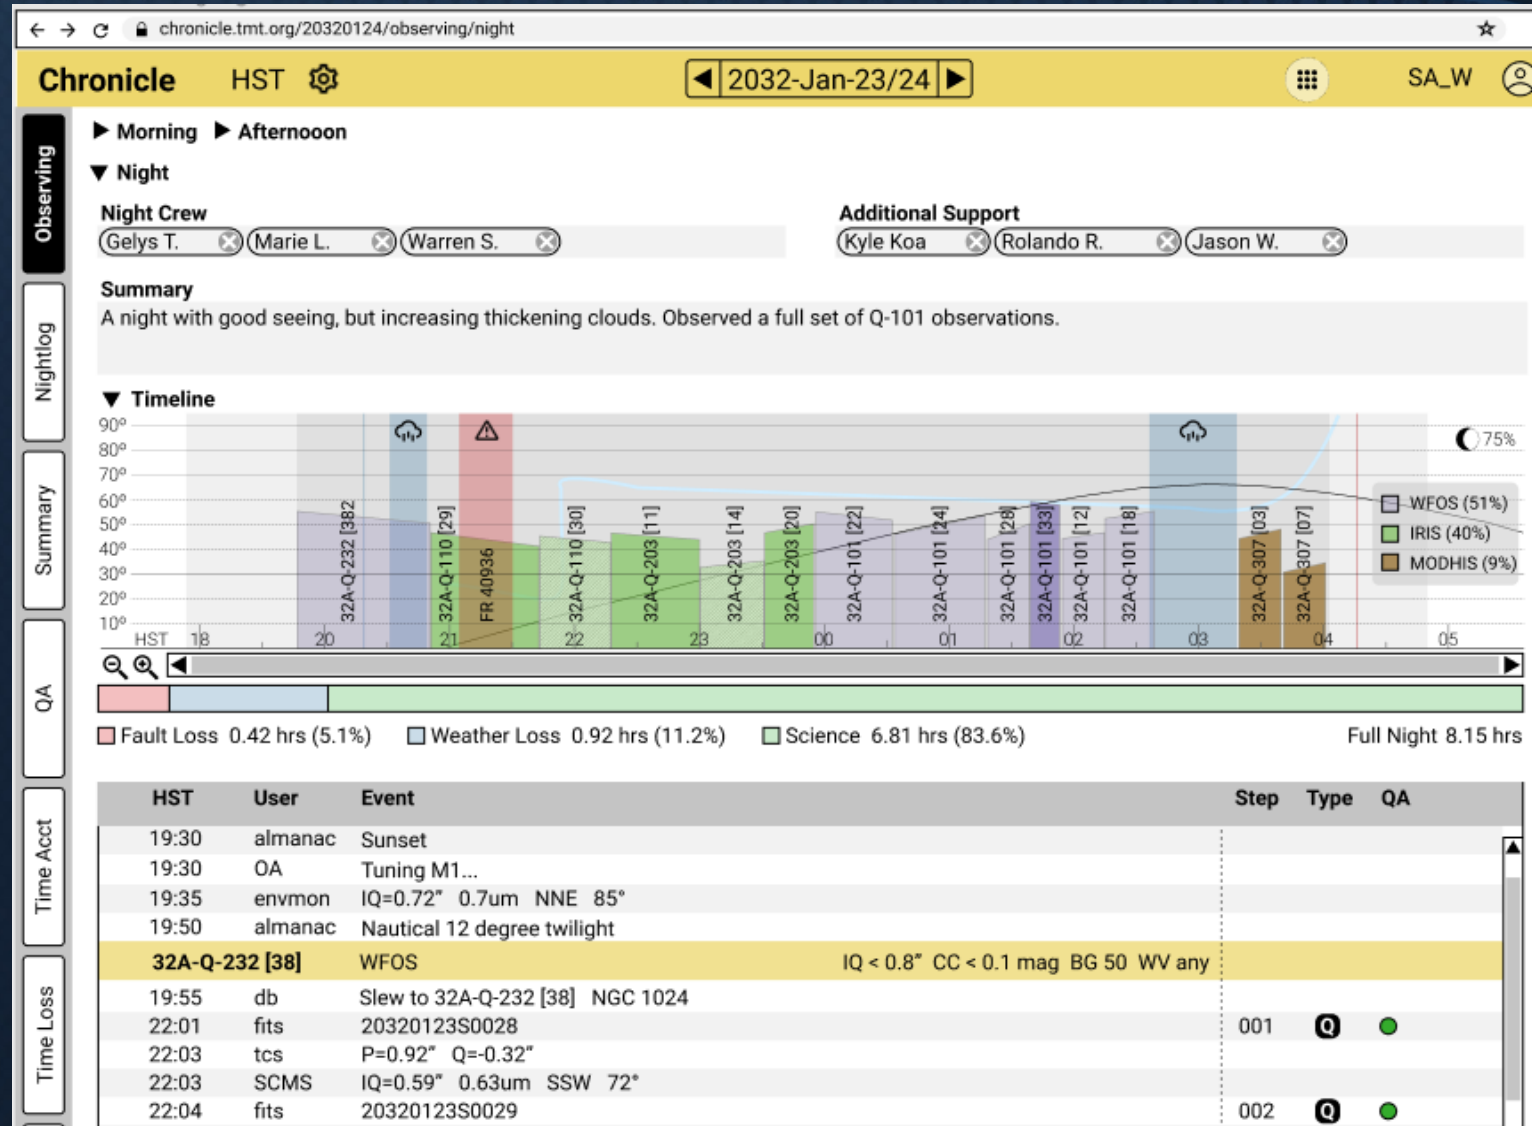 chronicle.tmt.org/20320124/observing/night
Chronicle HST 2032-Jan-23/24 SA_W
Observing
Nightlog
Summary
QA
Time Acct
Time Loss
Morning Afternooon
Night
Night Crew Additional Support
Gelys T. Marie L. Warren S. Kyle Koa Rolando R. Jason W.
Summary
A night with good seeing, but increasing thickening clouds. Observed a full set of Q-101 observations.
Timeline
90º
80º
70º
60º
50º
40º
30º
20º
10º
75%
32A-Q-232 [382
32A-Q-110 [29]
FR 40936
32A-Q-110 [30]
32A-Q-203 [11]
32A-Q-203 [14]
32A-Q-203 [20]
32A-Q-101 [22]
32A-Q-101 [24]
32A-Q-101 [28]
32A-Q-101 [33]
32A-Q-101 [12]
32A-Q-101 [18]
32A-Q-307 [03]
32A-Q-307 [07]
WFOS (51%)
IRIS (40%)
MODHIS (9%)
HST 18 20 21 22 23 00 01 02 03 04 05
Fault Loss 0.42 hrs (5.1%) Weather Loss 0.92 hrs (11.2%) Science 6.81 hrs (83.6%) Full Night 8.15 hrs
HST User Event Step Type QA
19:30 almanac Sunset
19:30 OA Tuning M1...
19:35 envmon IQ=0.72” 0.7um NNE 85°
19:50 almanac Nautical 12 degree twilight
32A-Q-232 [38] WFOS IQ < 0.8” CC < 0.1 mag BG 50 WV any
19:55 db Slew to 32A-Q-232 [38] NGC 1024
22:01 fits 20320123S0028 001 Q
22:03 tcs P=0.92” Q=-0.32”
22:03 SCMS IQ=0.59” 0.63um SSW 72°
22:04 fits 20320123S0029 002 Q